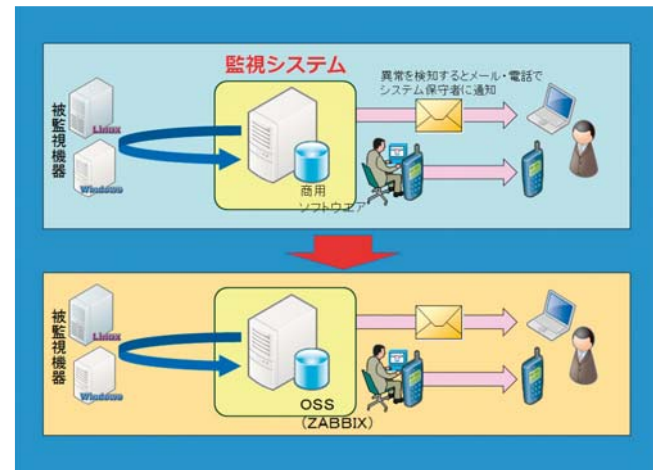 監視システム
異常を検知するとメール・電話で
システム保守者に通知
被監視機器
Linux
Windows
商用
ソフトウエア
被監視機器
Linux
Windows
OSS
（ZABBIX）